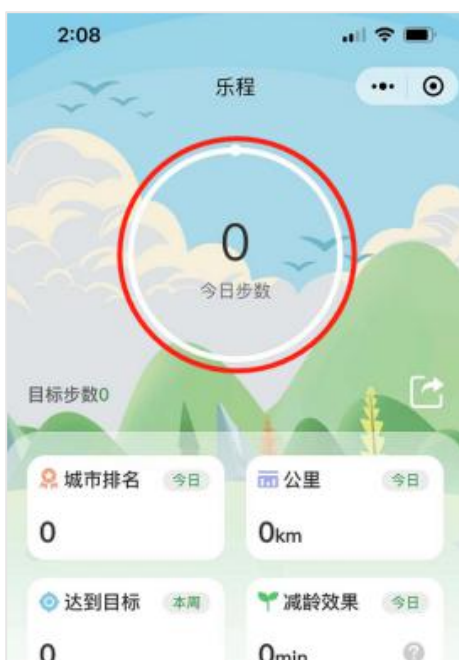 2:08
乐程
0
今日步数
目标步数0
城市排名 今日
0
公里 今日
0km
达到目标 本周
0
减龄效果 今日
0min ?